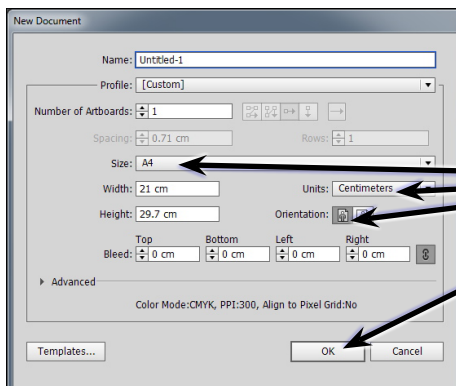 New Document
Name: Untitled-1
Profile: [Custom]
Number of Artboards: 1
Spacing: 0.71 cm Rows: 1
Size: A4
Width: 21 cm Units: Centimeters
Height: 29.7 cm Orientation:
Top Bottom Left Right
Bleed: 0 cm 0 cm 0 cm 0 cm
Advanced
Color Mode:CMYK, PPI:300, Align to Pixel Grid:No
Templates... OK Cancel